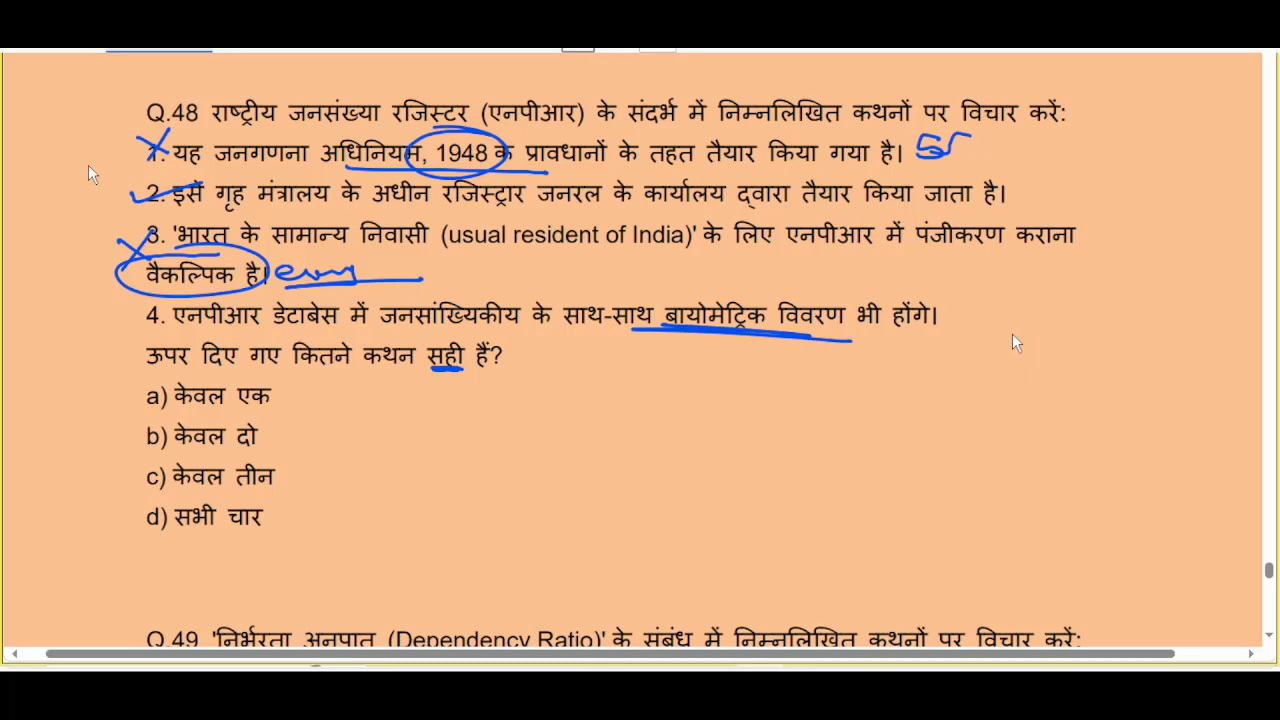 Q.48 राष्ट्रीय जनसंख्या रजिस्टर (एनपीआर) के संदर्भ में निम्नलिखित कथनों पर विचार करें:
1. यह जनगणना अधिनियम, 1948 के प्रावधानों के तहत तैयार किया गया है। 55
2. इसे गृह मंत्रालय के अधीन रजिस्ट्रार जनरल के कार्यालय द्वारा तैयार किया जाता है।
3. 'भारत के सामान्य निवासी (usual resident of India)' के लिए एनपीआर में पंजीकरण कराना
वैकल्पिक है।
4. एनपीआर डेटाबेस में जनसांख्यिकीय के साथ-साथ बायोमेट्रिक विवरण भी होंगे।
ऊपर दिए गए कितने कथन सही हैं?
a) केवल एक
b) केवल दो
c) केवल तीन
d) सभी चार
Q.49 'निर्भरता अनुपात (Dependency Ratio)' के संबंध में निम्नलिखित कथनों पर विचार करें: